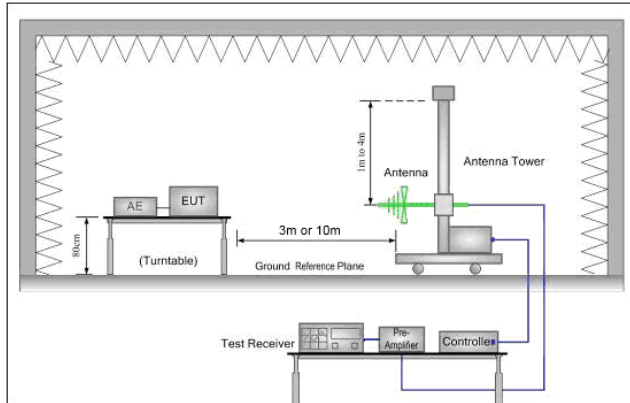 1m to 4m
Antenna
Antenna Tower
AE
EUT
3m or 10m
80cm
(Turntable)
Ground Reference Plane
Test Receiver
Pre-
Amplifier
Controlle